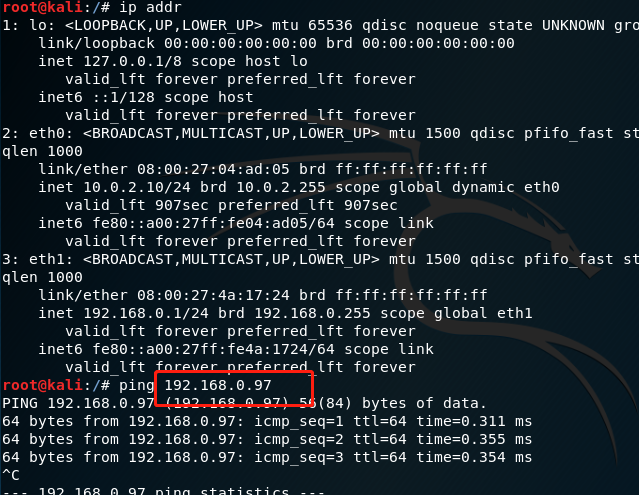 root@kali:/# ip addr
1: lo: <LOOPBACK,UP,LOWER_UP> mtu 65536 qdisc noqueue state UNKNOWN gro
link/loopback 00:00:00:00:00:00 brd 00:00:00:00:00:00
inet 127.0.0.1/8 scope host lo
valid_lft forever preferred_lft forever
inet6 ::1/128 scope host
valid_lft forever preferred_lft forever
2: eth0: <BROADCAST,MULTICAST,UP,LOWER_UP> mtu 1500 qdisc pfifo_fast st
qlen 1000
link/ether 08:00:27:04:ad:05 brd ff:ff:ff:ff:ff:ff
inet 10.0.2.10/24 brd 10.0.2.255 scope global dynamic eth0
valid_lft 907sec preferred_lft 907sec
inet6 fe80::a00:27ff:fe04:ad05/64 scope link
valid_lft forever preferred_lft forever
3: eth1: <BROADCAST,MULTICAST,UP,LOWER_UP> mtu 1500 qdisc pfifo_fast st
qlen 1000
link/ether 08:00:27:4a:17:24 brd ff:ff:ff:ff:ff:ff
inet 192.168.0.1/24 brd 192.168.0.255 scope global eth1
valid_lft forever preferred_lft forever
inet6 fe80::a00:27ff:fe4a:1724/64 scope link
valid_lft forever preferred_lft forever
root@kali:/# ping 192.168.0.97
PING 192.168.0.97 (192.168.0.97) 56(84) bytes of data.
64 bytes from 192.168.0.97: icmp_seq=1 ttl=64 time=0.311 ms
64 bytes from 192.168.0.97: icmp_seq=2 ttl=64 time=0.355 ms
64 bytes from 192.168.0.97: icmp_seq=3 ttl=64 time=0.354 ms
^C
--- 192.168.0.97 ping statistics ---